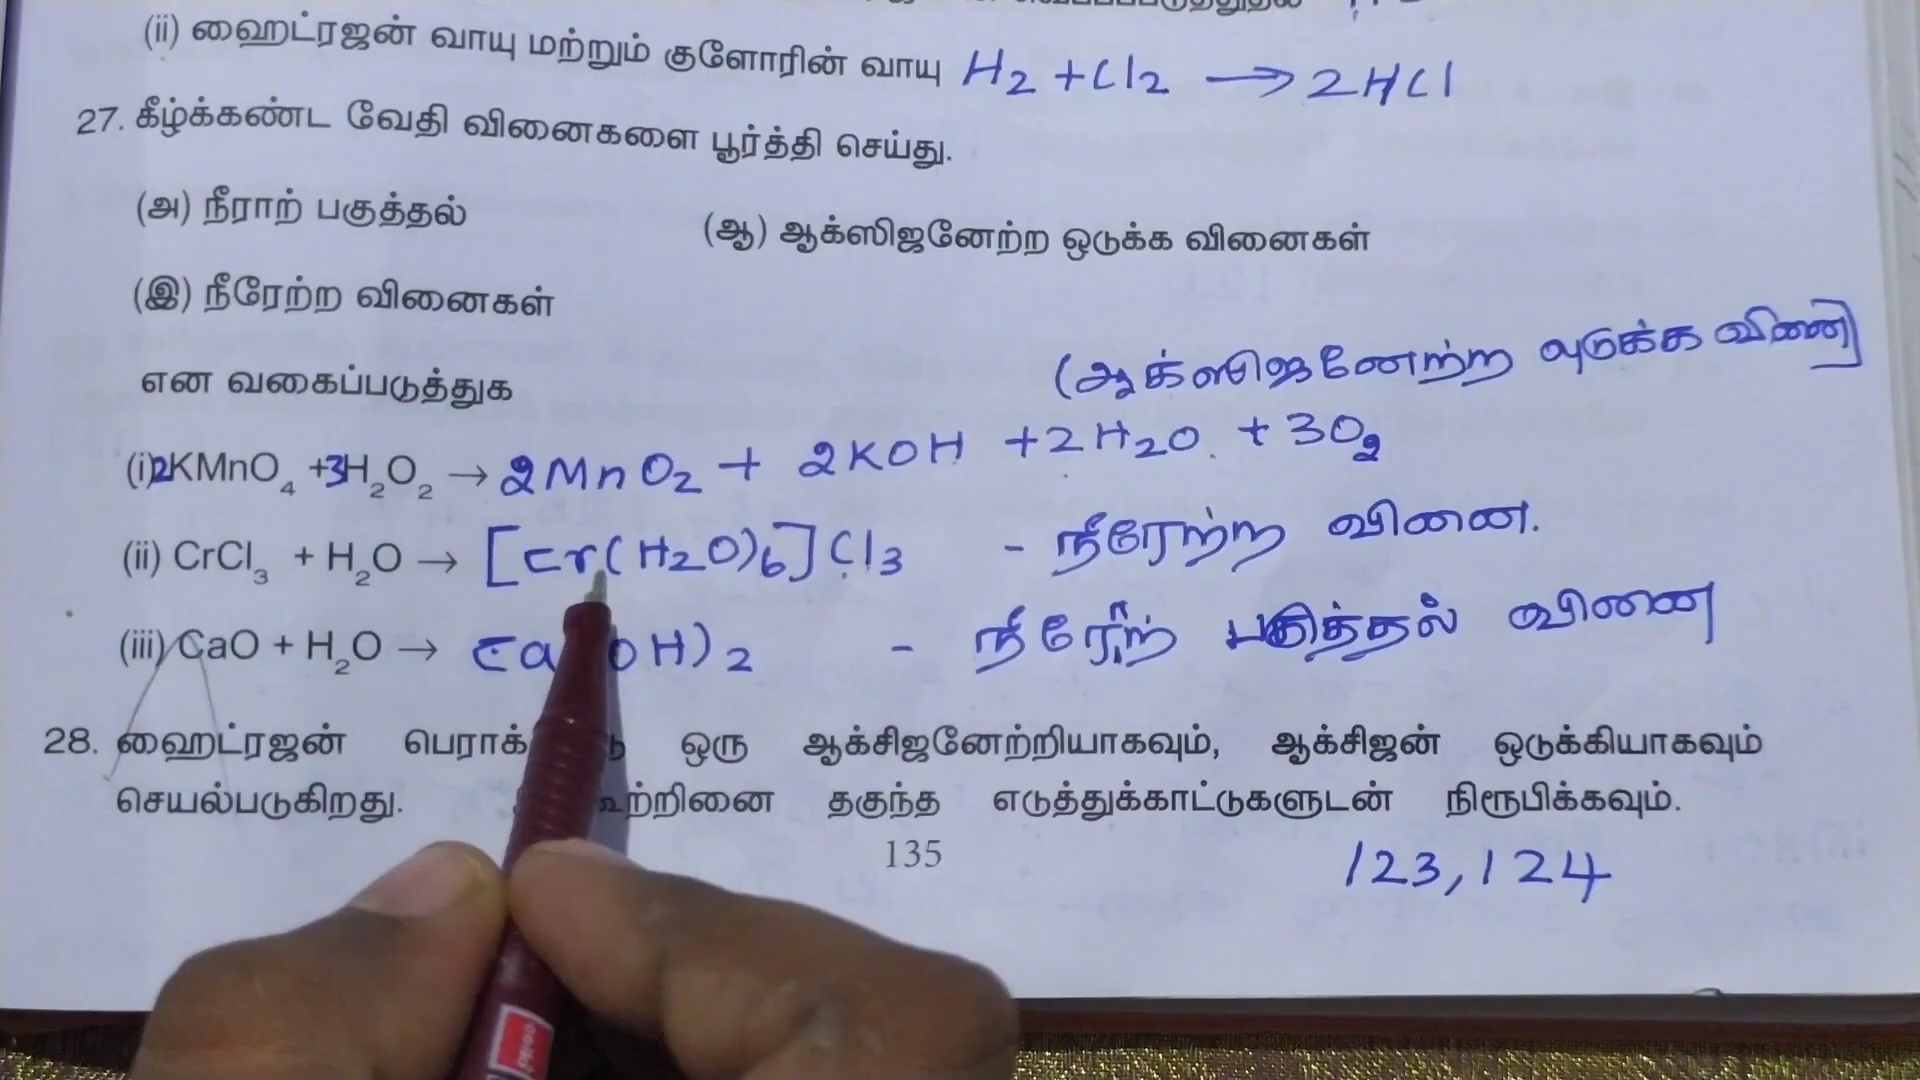 (ii) ஹைட்ரஜன் வாயு மற்றும் குளோரின் வாயு H2 + Cl2 → 2HCl
27. கீழ்க்கண்ட வேதி வினைகளை பூர்த்தி செய்து.
(அ) நீராற் பகுத்தல் (ஆ) ஆக்ஸிஜனேற்ற ஒடுக்க வினைகள்
(இ) நீரேற்ற வினைகள்
என வகைப்படுத்துக (ஆக்ஸிஜனேற்ற ஒடுக்க வினை)
(i) 2KMnO4 + 3H2O2 → 2MnO2 + 2KOH + 2H2O + 3O2
(ii) CrCl3 + H2O → [Cr(H2O)6]Cl3 - நீரேற்ற வினை.
(iii) CaO + H2O → Ca OH)2 - நீராற் பகுத்தல் வினை
28. ஹைட்ரஜன் ஒரு ஆக்சிஜனேற்றியாகவும், ஆக்சிஜன் ஒடுக்கியாகவும்
செயல்படுகிறது. தகுந்த எடுத்துக்காட்டுகளுடன் நிரூபிக்கவும்.
135
123, 124